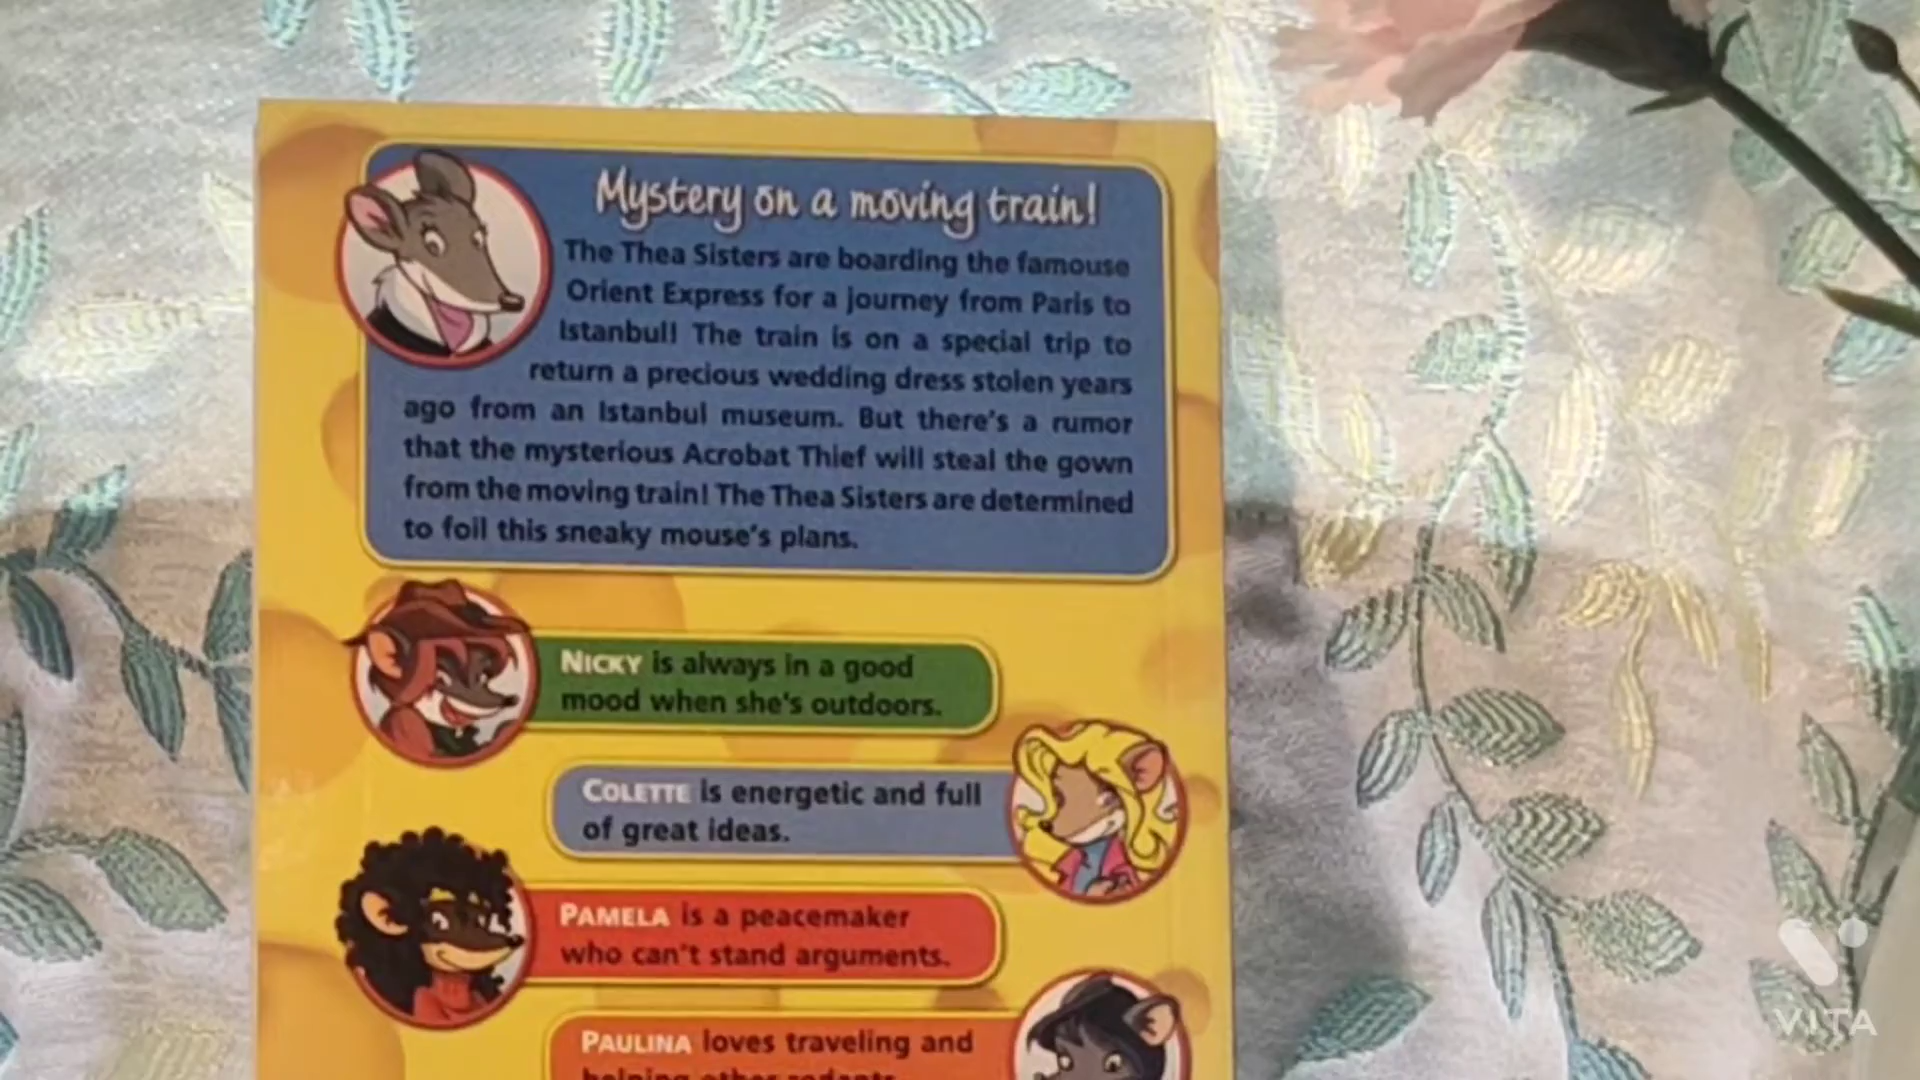 Mystery on a moving train!
The Thea Sisters are boarding the famouse
Orient Express for a journey from Paris to
Istanbul! The train is on a special trip to
return a precious wedding dress stolen years
ago from an Istanbul museum. But there's a rumor
that the mysterious Acrobat Thief will steal the gown
from the moving train! The Thea Sisters are determined
to foil this sneaky mouse's plans.
NICKY is always in a good
mood when she's outdoors.
COLETTE is energetic and full
of great ideas.
PAMELA is a peacemaker
who can't stand arguments.
PAULINA loves traveling and
helping other rodents.
VITA